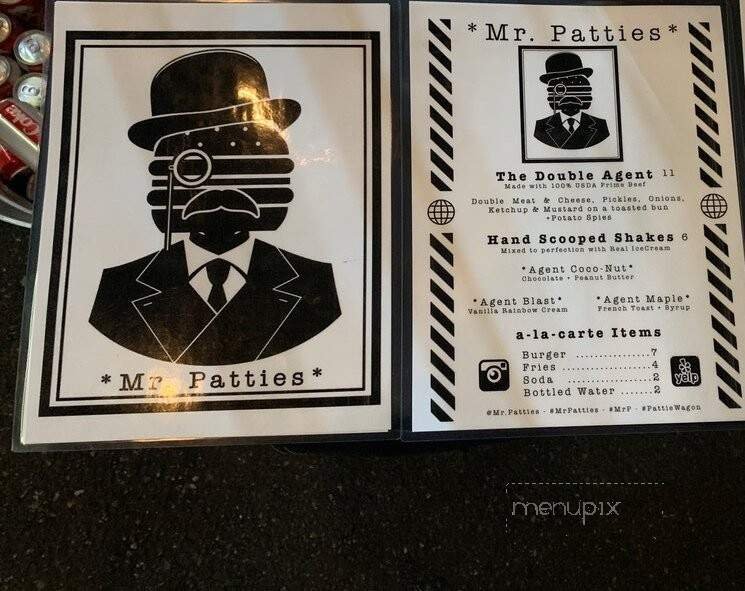 *Mr. Patties*
*Mr. Patties*
The Double Agent 11
Made with 100% USDA Prime Beef
Double Meat & Cheese, Pickles, Onions,
Ketchup & Mustard on a toasted bun
+Potato Spies
Hand Scooped Shakes 6
Mixed to perfection with Real IceCream
*Agent Coco-Nut*
Chocolate + Peanut Butter
*Agent Blast*
Vanilla Rainbow Cream
*Agent Maple*
French Toast + Syrup
a-la-carte Items
Burger ..............7
Fries ................4
Soda .................2
Bottled Water .......2
yelp
@Mr.Patties - #MrPatties - #MrP - #PattieWagon
Coke
menupix